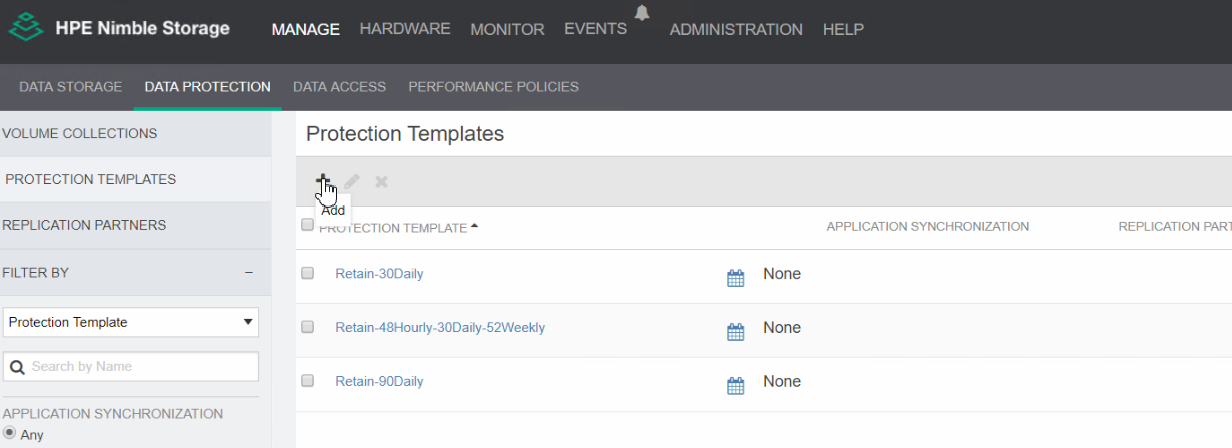 HPE Nimble Storage MANAGE HARDWARE MONITOR EVENTS ADMINISTRATION HELP
DATA STORAGE DATA PROTECTION DATA ACCESS PERFORMANCE POLICIES
VOLUME COLLECTIONS
PROTECTION TEMPLATES
REPLICATION PARTNERS
FILTER BY
Protection Template
Search by Name
APPLICATION SYNCHRONIZATION
Any
Protection Templates
Add
PROTECTION TEMPLATE APPLICATION SYNCHRONIZATION REPLICATION PART
Retain-30Daily None
Retain-48Hourly-30Daily-52Weekly None
Retain-90Daily None